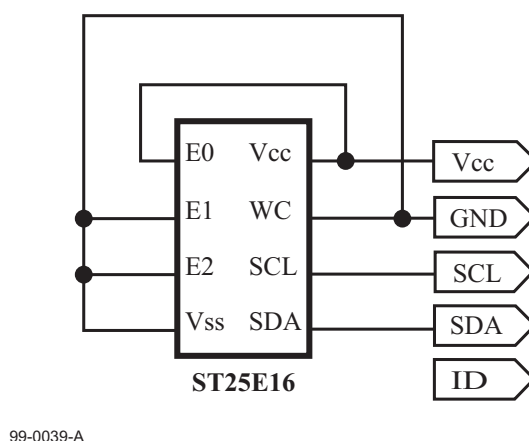 E0 Vcc Vcc
E1 WC GND
E2 SCL SCL
Vss SDA SDA
ST25E16 ID
99-0039-A